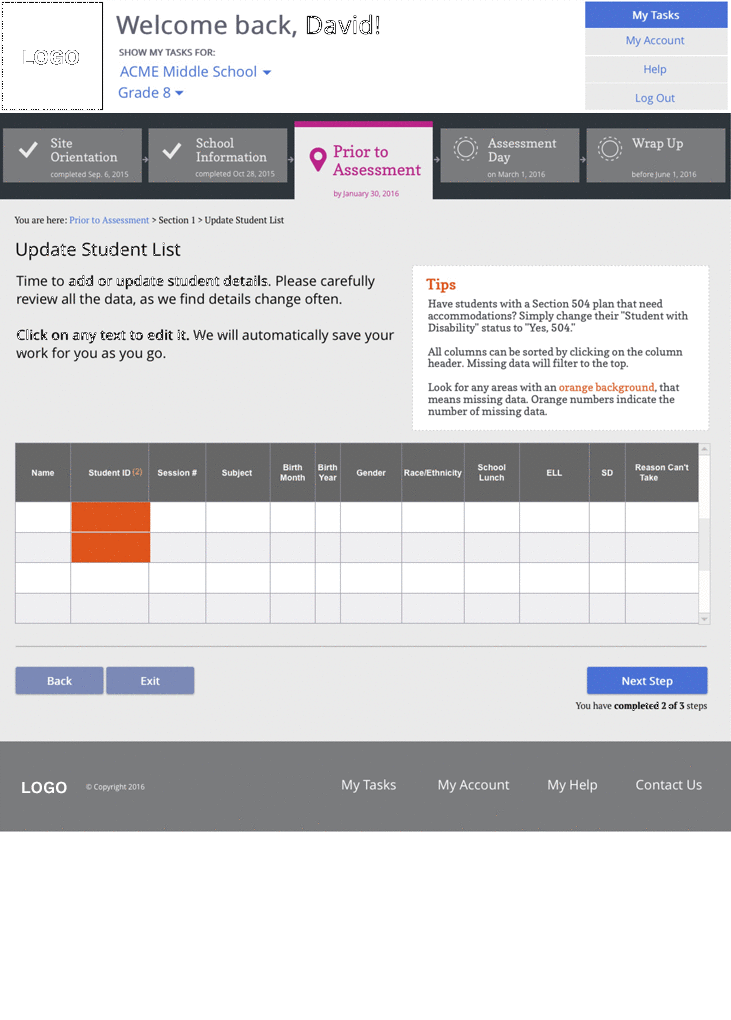 LOGO
Welcome back, David!
SHOW MY TASKS FOR:
ACME Middle School
Grade 8
My Tasks
My Account
Help
Log Out
Site
Orientation
completed Sep. 6, 2015
School
Information
completed Oct 28, 2015
Prior to
Assessment
by January 30, 2016
Assessment
Day
on March 1, 2016
Wrap Up
before June 1, 2016
You are here: Prior to Assessment > Section 1 > Update Student List
Update Student List
Time to add or update student details. Please carefully
review all the data, as we find details change often.
Click on any text to edit it. We will automatically save your
work for you as you go.
Tips
Have students with a Section 504 plan that need
accommodations? Simply change their "Student with
Disability" status to "Yes, 504."
All columns can be sorted by clicking on the column
header. Missing data will filter to the top.
Look for any areas with an orange background, that
means missing data. Orange numbers indicate the
number of missing data.
Name
Student ID (2)
Session #
Subject
Birth
Month
Birth
Year
Gender
Race/Ethnicity
School
Lunch
ELL
SD
Reason Can't
Take
Back
Exit
Next Step
You have completed 2 of 3 steps
LOGO
© Copyright 2016
My Tasks
My Account
My Help
Contact Us